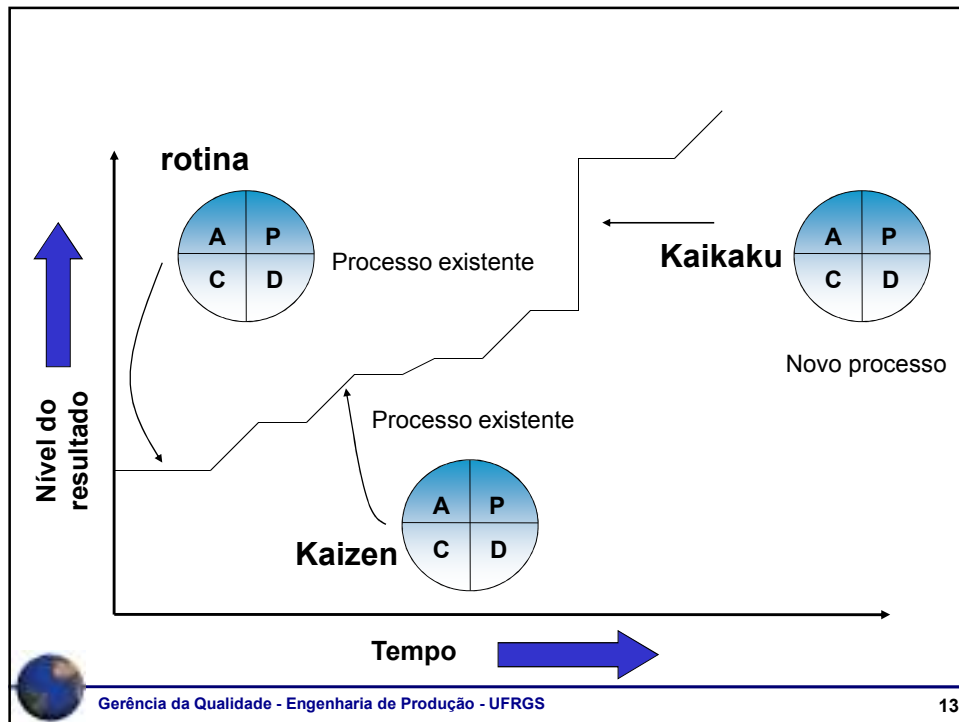 rotina
A P
C D
Processo existente
Kaikaku
A P
C D
Novo processo
Nível do
resultado
Processo existente
Kaizen
A P
C D
Tempo
Gerência da Qualidade - Engenharia de Produção - UFRGS
13